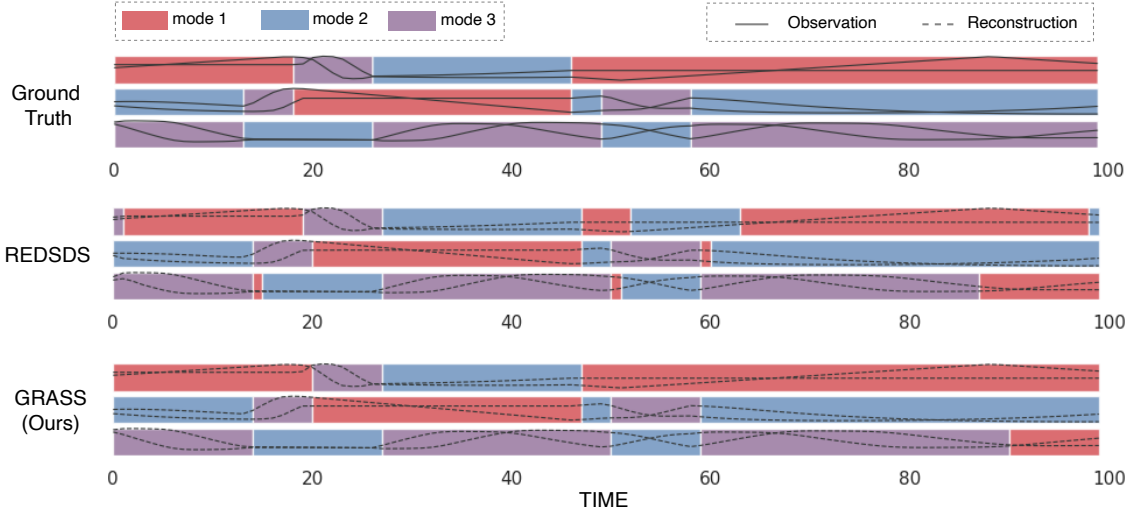 mode 1 mode 2 mode 3 Observation Reconstruction
Ground
Truth
0 20 40 60 80 100
REDSDS
0 20 40 60 80 100
GRASS
(Ours)
0 20 40 60 80 100
TIME